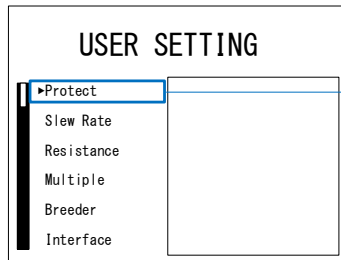 USER SETTING
▶Protect
Slew Rate
Resistance
Multiple
Breeder
Interface